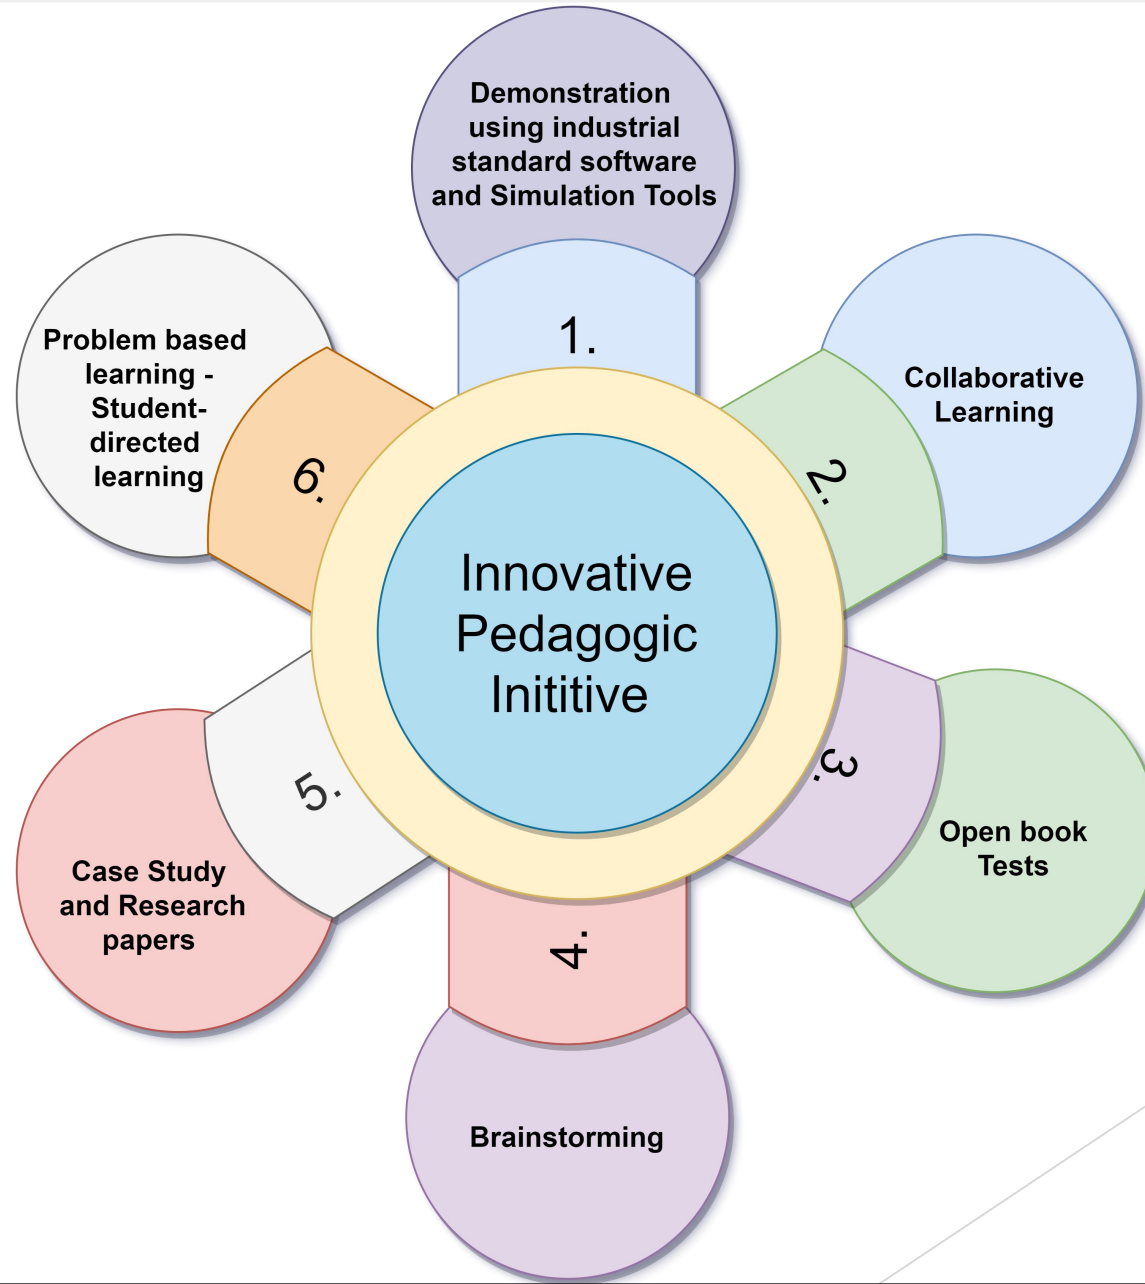 Demonstration
using industrial
standard software
and Simulation Tools
1.
Collaborative
Learning
2.
Open book
Tests
3.
Brainstorming
4.
Case Study
and Research
papers
5.
Problem based
learning -
Student-
directed
learning
6.
Innovative
Pedagogic
Inititive